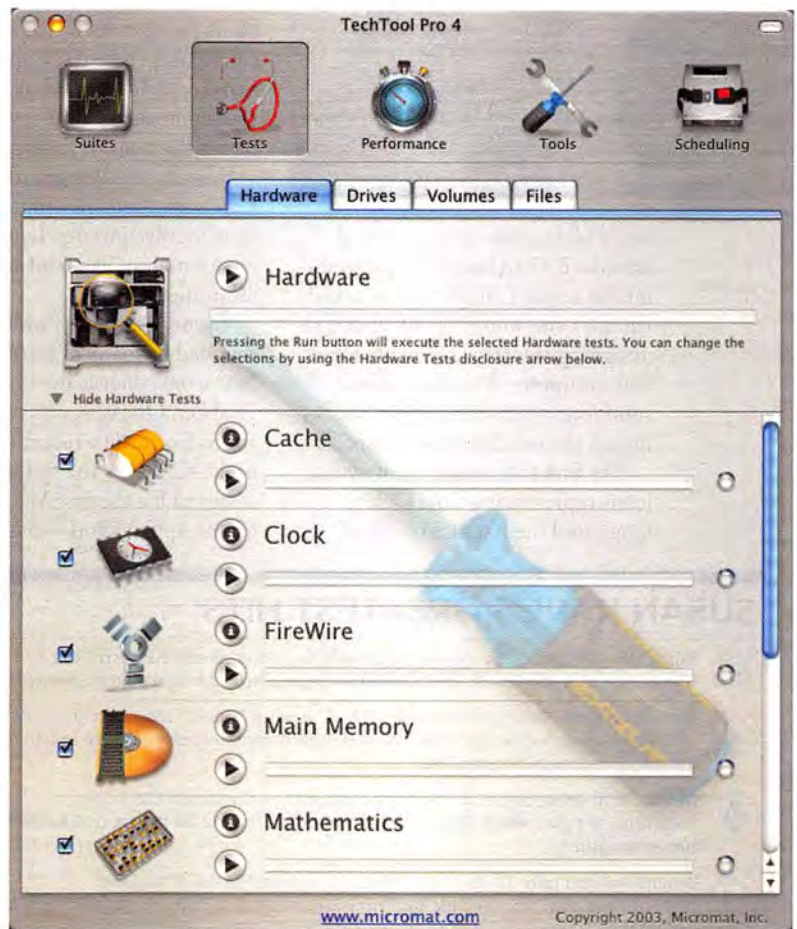 TechTool Pro 4
Suites
Tests
Performance
Tools
Scheduling
Hardware
Drives
Volumes
Files
Hardware
Pressing the Run button will execute the selected Hardware tests. You can change the
selections by using the Hardware Tests disclosure arrow below.
Hide Hardware Tests
Cache
Clock
FireWire
Main Memory
Mathematics
www.micromat.com
Copyright 2003, Micromat, Inc.